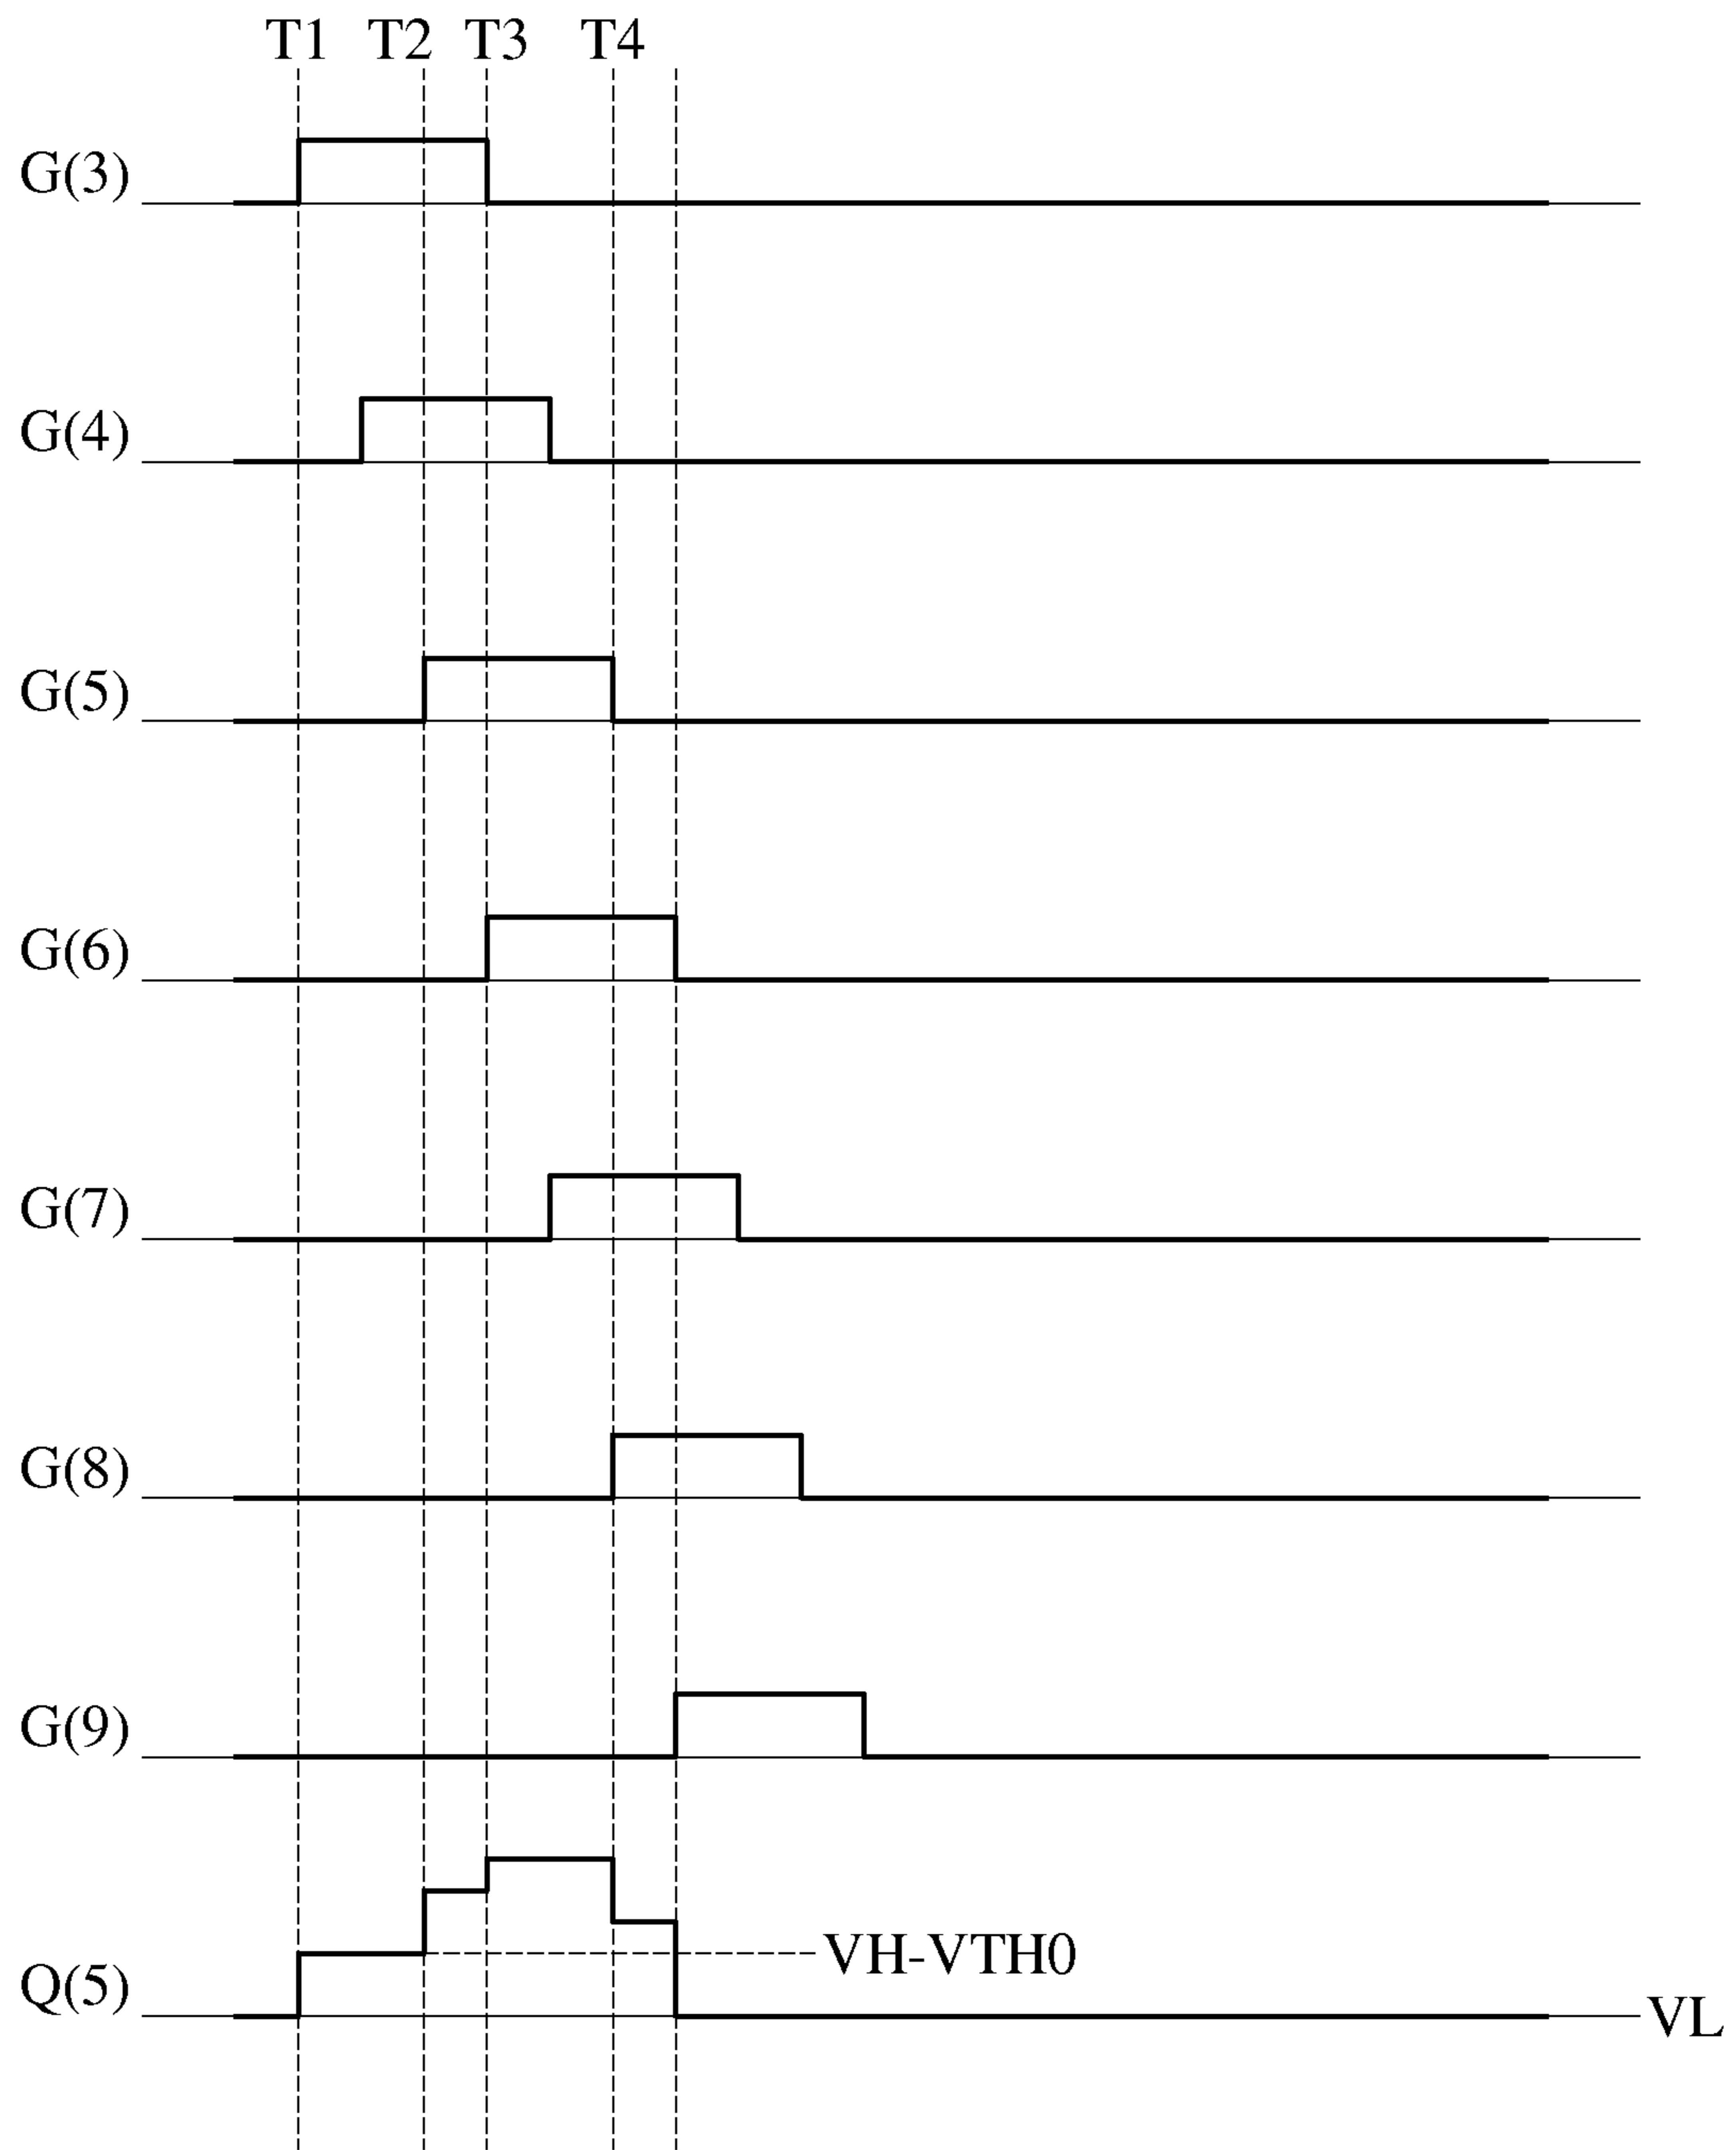 T1 T2 T3 T4
G(3)
G(4)
G(5)
G(6)
G(7)
G(8)
G(9)
VH-VTH0
Q(5)
VL